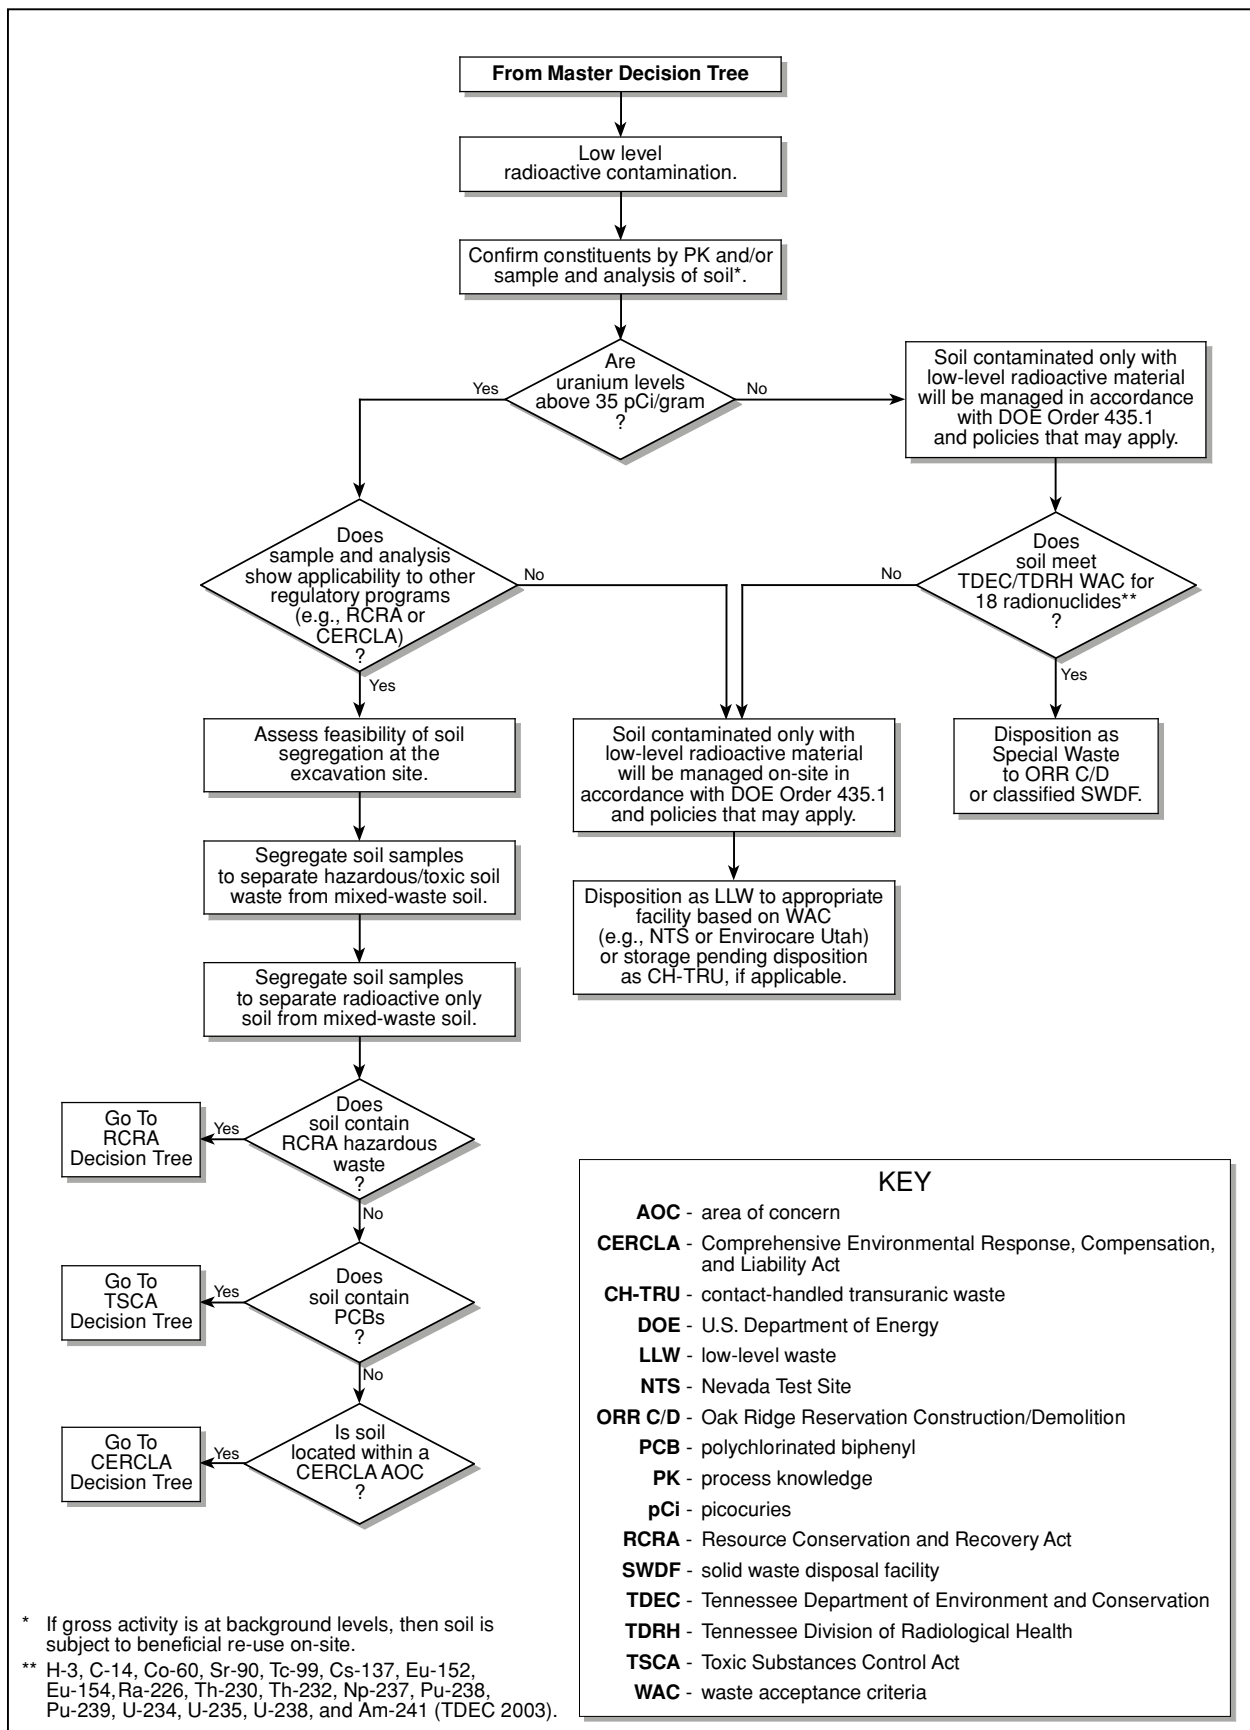 From Master Decision Tree
Low level
radioactive contamination.
Confirm constituents by PK and/or
sample and analysis of soil*.
Are
uranium levels
above 35 pCi/gram
?
Yes
No
Soil contaminated only with
low-level radioactive material
will be managed in accordance
with DOE Order 435.1
and policies that may apply.
Does
sample and analysis
show applicability to other
regulatory programs
(e.g., RCRA or
CERCLA)
?
No
Yes
Does
soil meet
TDEC/TDRH WAC for
18 radionuclides**
?
No
Yes
Assess feasibility of soil
segregation at the
excavation site.
Soil contaminated only with
low-level radioactive material
will be managed on-site in
accordance with DOE Order 435.1
and policies that may apply.
Disposition as
Special Waste
to ORR C/D
or classified SWDF.
Segregate soil samples
to separate hazardous/toxic soil
waste from mixed-waste soil.
Disposition as LLW to appropriate
facility based on WAC
(e.g., NTS or Envirocare Utah)
or storage pending disposition
as CH-TRU, if applicable.
Segregate soil samples
to separate radioactive only
soil from mixed-waste soil.
Does
soil contain
RCRA hazardous
waste
?
Yes
Go To
RCRA
Decision Tree
No
Does
soil contain
PCBs
?
Yes
Go To
TSCA
Decision Tree
No
Is soil
located within a
CERCLA AOC
?
Yes
Go To
CERCLA
Decision Tree
KEY
AOC - area of concern
CERCLA - Comprehensive Environmental Response, Compensation,
and Liability Act
CH-TRU - contact-handled transuranic waste
DOE - U.S. Department of Energy
LLW - low-level waste
NTS - Nevada Test Site
ORR C/D - Oak Ridge Reservation Construction/Demolition
PCB - polychlorinated biphenyl
PK - process knowledge
pCi - picocuries
RCRA - Resource Conservation and Recovery Act
SWDF - solid waste disposal facility
TDEC - Tennessee Department of Environment and Conservation
TDRH - Tennessee Division of Radiological Health
TSCA - Toxic Substances Control Act
WAC - waste acceptance criteria
* If gross activity is at background levels, then soil is
subject to beneficial re-use on-site.
** H-3, C-14, Co-60, Sr-90, Tc-99, Cs-137, Eu-152,
Eu-154, Ra-226, Th-230, Th-232, Np-237, Pu-238,
Pu-239, U-234, U-235, U-238, and Am-241 (TDEC 2003).